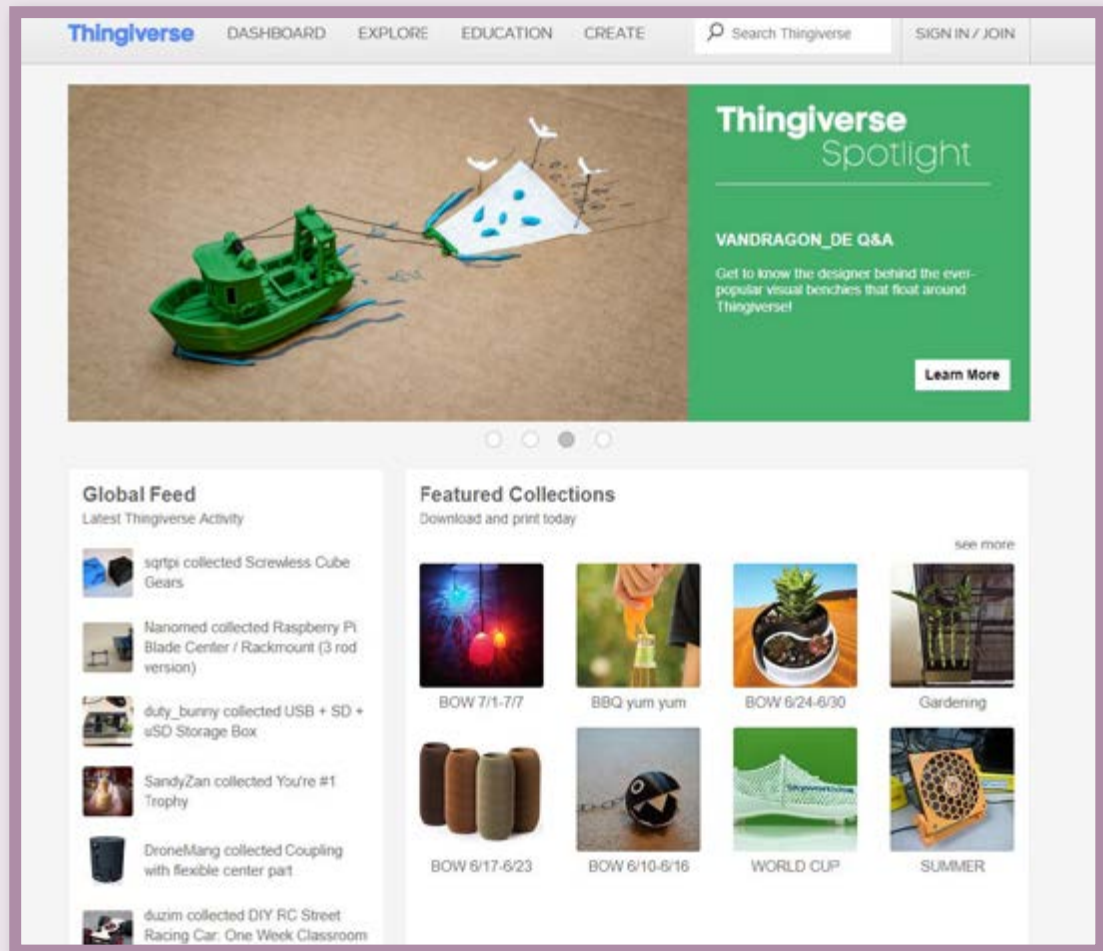 Thingiverse DASHBOARD EXPLORE EDUCATION CREATE Search Thingiverse SIGN IN / JOIN
Thingiverse
Spotlight
VANDRAGON_DE Q&A
Get to know the designer behind the ever-
popular visual benchies that float around
Thingiverse!
Learn More
Global Feed
Latest Thingiverse Activity
sqrtpi collected Screwless Cube
Gears
Nanomed collected Raspberry Pi
Blade Center / Rackmount (3 rod
version)
duty_bunny collected USB + SD +
uSD Storage Box
SandyZan collected You're #1
Trophy
DroneMang collected Coupling
with flexible center part
duzim collected DIY RC Street
Racing Car: One Week Classroom
Featured Collections
Download and print today
see more
BOW 7/1-7/7 BBQ yum yum BOW 6/24-6/30 Gardening
BOW 6/17-6/23 BOW 6/10-6/16 WORLD CUP SUMMER